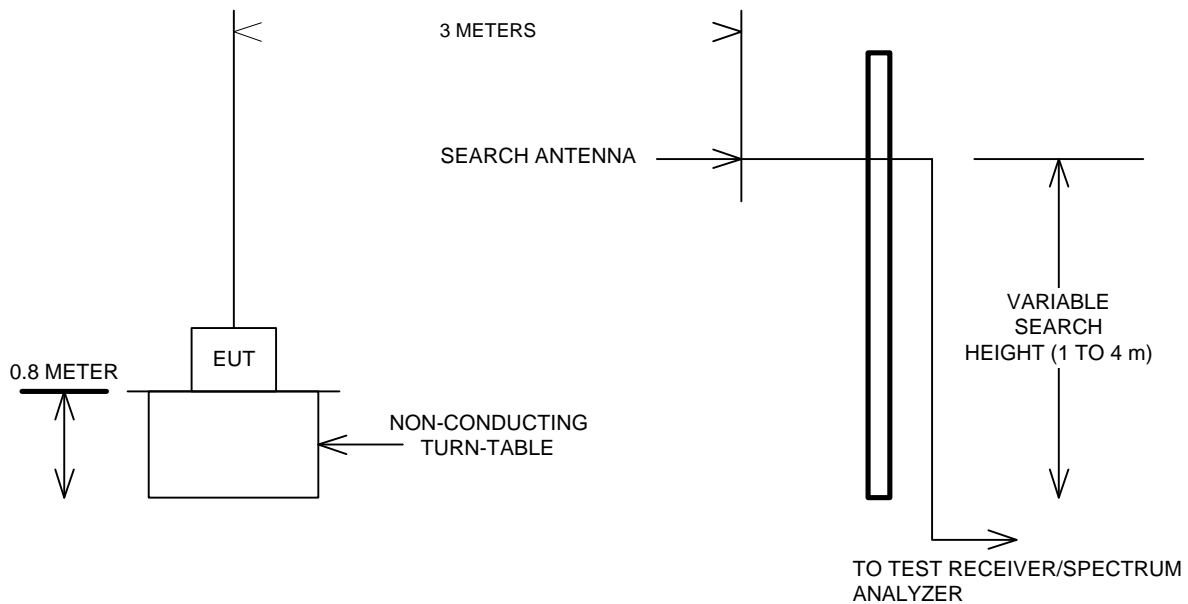 3 METERS
SEARCH ANTENNA
VARIABLE
SEARCH
HEIGHT (1 TO 4 m)
EUT
0.8 METER
NON-CONDUCTING
TURN-TABLE
TO TEST RECEIVER/SPECTRUM
ANALYZER